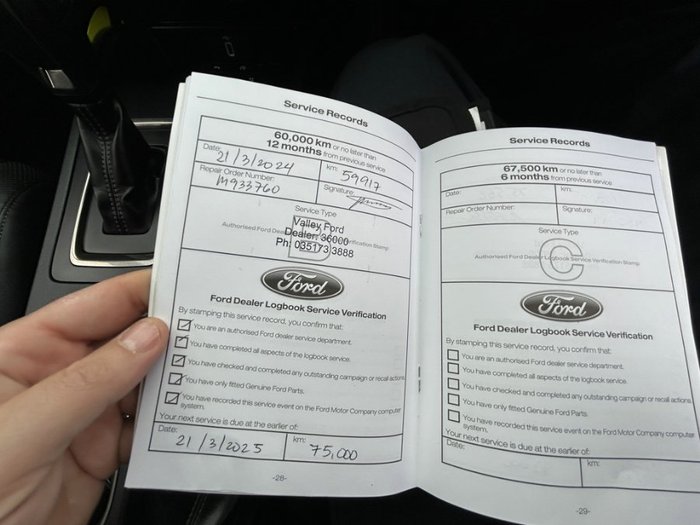 Service Records
60,000 km or no later than
12 months from previous service
Date: 21/3/2024
km: 59917
Repair Order Number: M933760
Signature:
Service Type
Valley Ford
Dealer: 36000
Authorised Ford Dealer Verification Stamp
Ph: 035173 3888
Ford
Ford Dealer Logbook Service Verification
By stamping this service record, you confirm that:
You are an authorised Ford dealer service department.
You have completed all aspects of the logbook service.
You have checked and completed any outstanding campaign or recall actions
You have only fitted Genuine Ford Parts.
You have recorded this service event on the Ford Motor Company computer
system.
Your next service is due at the earlier of:
Date: 21/3/2025
km: 75,000
-28-
Service Records
67,500 km or no later than
6 months from previous service
Date:
km:
Repair Order Number:
Signature:
Service Type
C
Authorised Ford Dealer Logbook Service Verification Stamp
Ford
Ford Dealer Logbook Service Verification
By stamping this service record, you confirm that:
You are an authorised Ford dealer service department.
You have completed all aspects of the logbook service.
You have checked and completed any outstanding campaign or recall actions
You have only fitted Genuine Ford Parts.
You have recorded this service event on the Ford Motor Company computer
system.
Your next service is due at the earlier of:
Date:
km:
-29-